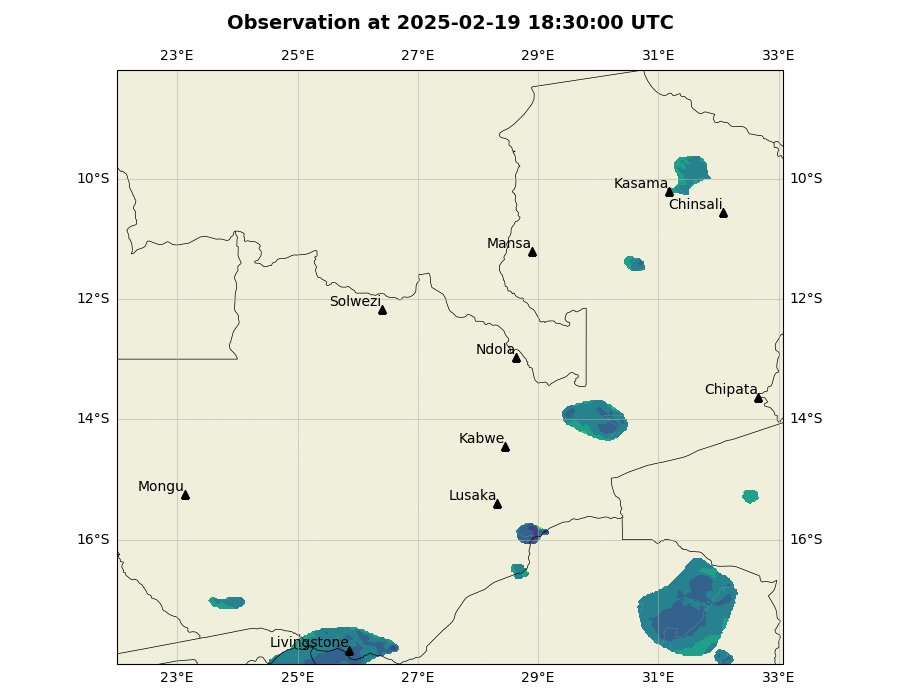 Observation at 2025-02-19 18:30:00 UTC
23°E 25°E 27°E 29°E 31°E 33°E
10°S Kasama 10°S
Chinsali
Mansa
12°S Solwezi 12°S
Ndola
Chipata
14°S 14°S
Kabwe
Mongu Lusaka
16°S 16°S
Livingstone
23°E 25°E 27°E 29°E 31°E 33°E